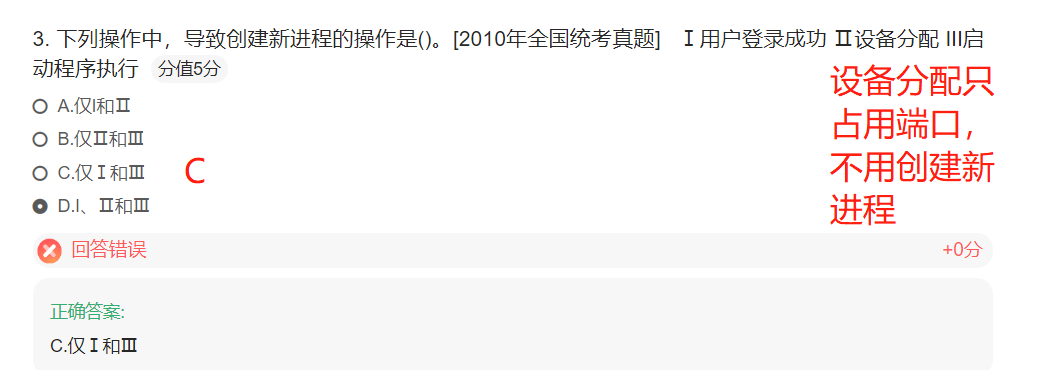 3. 下列操作中，导致创建新进程的操作是()。[2010年全国统考真题] Ⅰ用户登录成功 Ⅱ设备分配 III启
动程序执行 分值5分
A.仅I和Ⅱ
B.仅Ⅱ和Ⅲ
C.仅Ⅰ和Ⅲ
D.I、Ⅱ和Ⅲ
C
设备分配只
占用端口，
不用创建新
进程
回答错误
+0分
正确答案:
C.仅Ⅰ和Ⅲ